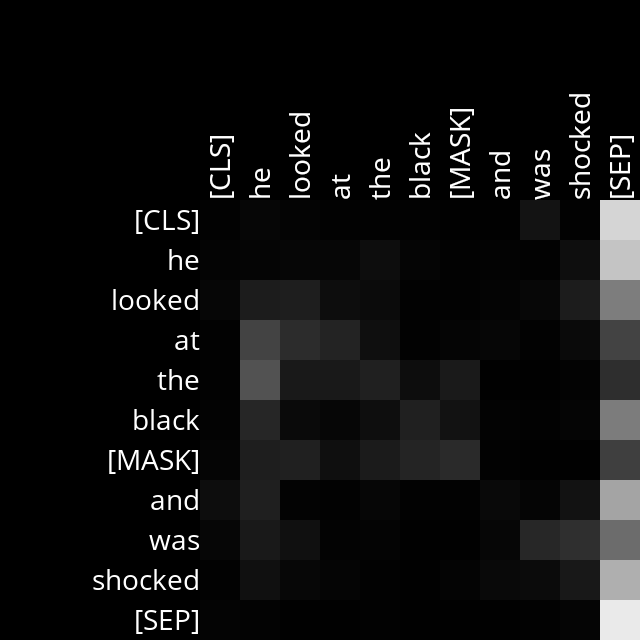 [CLS] he looked at the black [MASK] and was shocked [SEP]
[CLS]
he
looked
at
the
black
[MASK]
and
was
shocked
[SEP]